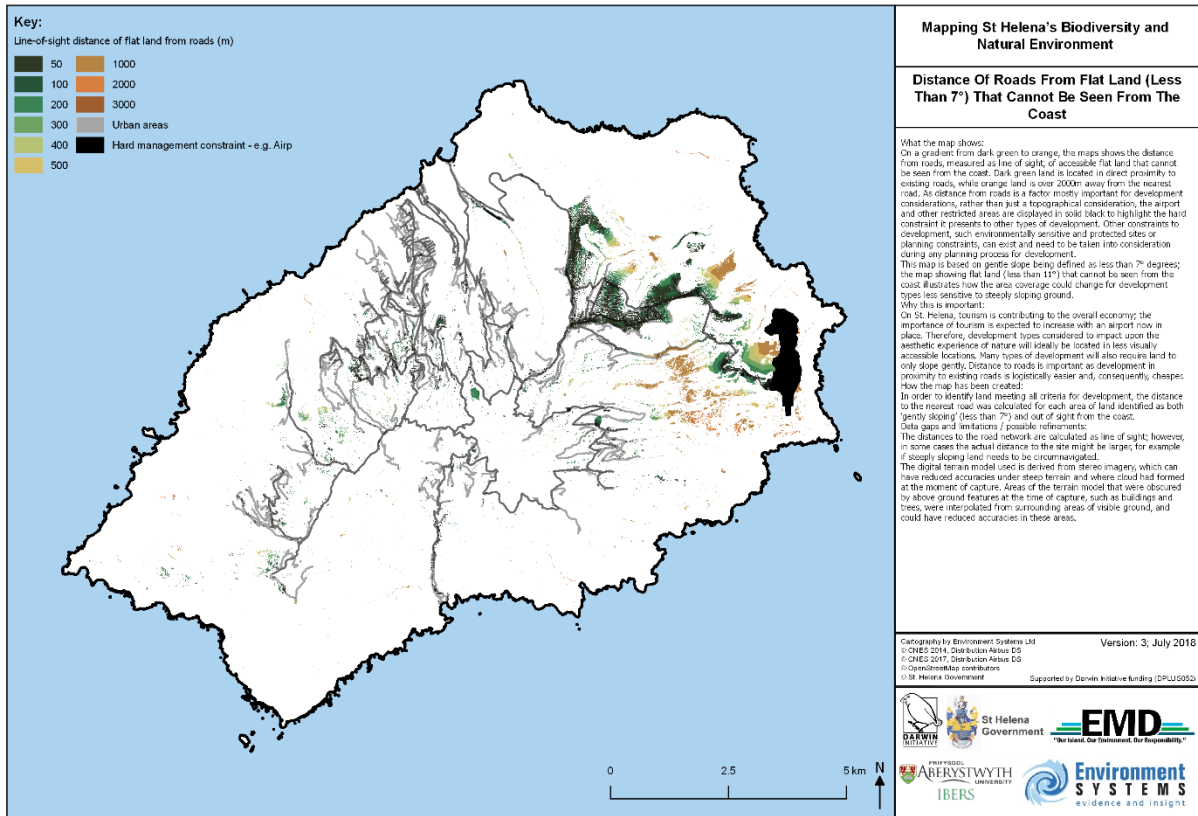 Key:
Line-of-sight distance of flat land from roads (m)
50
100
200
300
400
500
1000
2000
3000
Urban areas
Hard management constraint - e.g. Airp
0
2.5
5 km
N
Mapping St Helena's Biodiversity and
Natural Environment
Distance Of Roads From Flat Land (Less
Than 7°) That Cannot Be Seen From The
Coast
What the map shows:
On a gradient from dark green to orange, the maps shows the distance
from roads, measured as line of sight, of accessible flat land that cannot
be seen from the coast. Dark green land is located in direct proximity to
existing roads, while orange land is over 2000m away from the nearest
road. As distance from roads is a factor mostly important for development
considerations, rather than just a topographical consideration, the airport
and other restricted areas are displayed in solid black to highlight the hard
constraint it presents to other types of development. Other constraints to
development, such environmentally sensitive and protected sites or
planning constraints, can exist and need to be taken into consideration
during any planning process for development.
This map is based on gentle slope being defined as less than 7° degrees;
the map showing flat land (less than 11°) that cannot be seen from the
coast illustrates how the area coverage could change for development
types less sensitive to steeply sloping ground.
Why this is important:
On St. Helena, tourism is contributing to the overall economy; the
importance of tourism is expected to increase with an airport now in
place. Therefore, development types considered to impact upon the
aesthetic experience of nature will ideally be located in less visually
accessible locations. Many types of development will also require land to
only slope gently. Distance to roads is important as development in
proximity to existing roads is logistically easier and, consequently, cheaper.
How the map has been created:
In order to identify land meeting all criteria for development, the distance
to the nearest road was calculated for each area of land identified as both
'gently sloping' (less than 7°) and out of sight from the coast.
Data gaps and limitations / possible refinements:
The distances to the road network are calculated as line of sight; however,
in some cases the actual distance to the site might be larger, for example
if steeply sloping land needs to be circumnavigated.
The digital terrain model used is derived from stereo imagery, which can
have reduced accuracies under steep terrain and where cloud had formed
at the moment of capture. Areas of the terrain model that were obscured
by above ground features at the time of capture, such as buildings and
trees, were interpolated from surrounding areas of visible ground, and
could have reduced accuracies in these areas.
Cartography by Environment Systems Ltd
© CNES 2014, Distribution Airbus DS
© CNES 2017, Distribution Airbus DS
© OpenStreetMap contributors
© St. Helena Government
Version: 3; July 2018
Supported by Darwin Initiative funding (DPLUS052)
DARWIN
INITIATIVE
St Helena
Government
EMD
"Our Island. Our Environment. Our Responsibility."
PRIFYSGOL
ABERYSTWYTH
UNIVERSITY
IBERS
Environment
SYSTEMS
evidence and insight